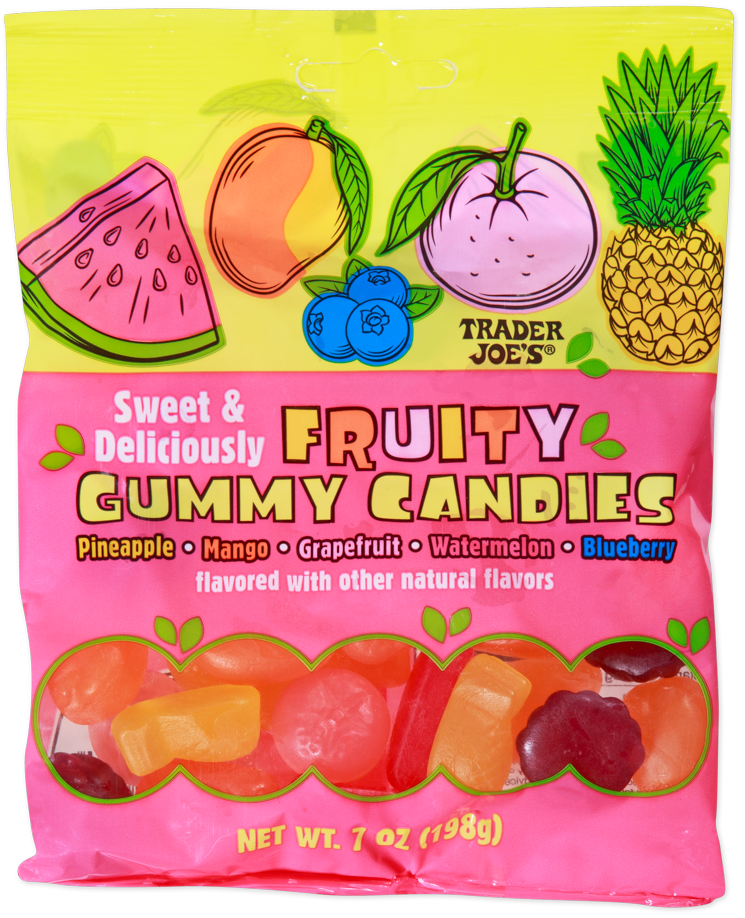 TRADER
JOE'S®
Sweet &
Deliciously
FRUITY
GUMMY CANDIES
Pineapple • Mango • Grapefruit • Watermelon • Blueberry
flavored with other natural flavors
NET WT. 7 OZ (198g)